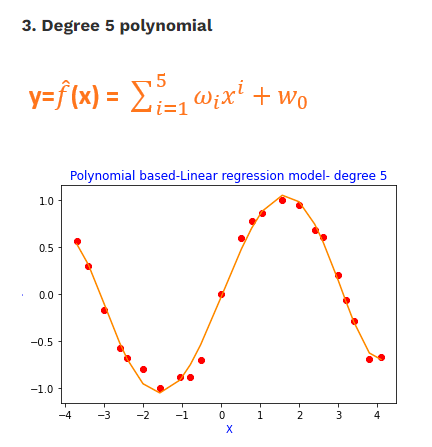 3. Degree 5 polynomial
y=f̂(x) = ∑⁵ᵢ₌₁ ωᵢxⁱ + w₀
Polynomial based-Linear regression model- degree 5
1.0
0.5
0.0
−0.5
−1.0
−4 −3 −2 −1 0 1 2 3 4
X